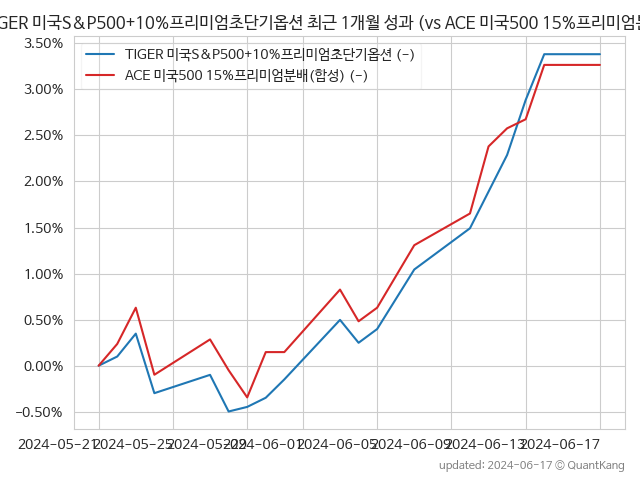 GER 미국S&P500+10%프리미엄초단기옵션 최근 1개월 성과 (vs ACE 미국500 15%프리미엄분
3.50%
3.00%
2.50%
2.00%
1.50%
1.00%
0.50%
0.00%
−0.50%
TIGER 미국S&P500+10%프리미엄초단기옵션 (-)
ACE 미국500 15%프리미엄분배(합성) (-)
2024-05-21 2024-05-25 2024-05-29 2024-06-01 2024-06-05 2024-06-09 2024-06-13 2024-06-17
updated: 2024-06-17 © QuantKang